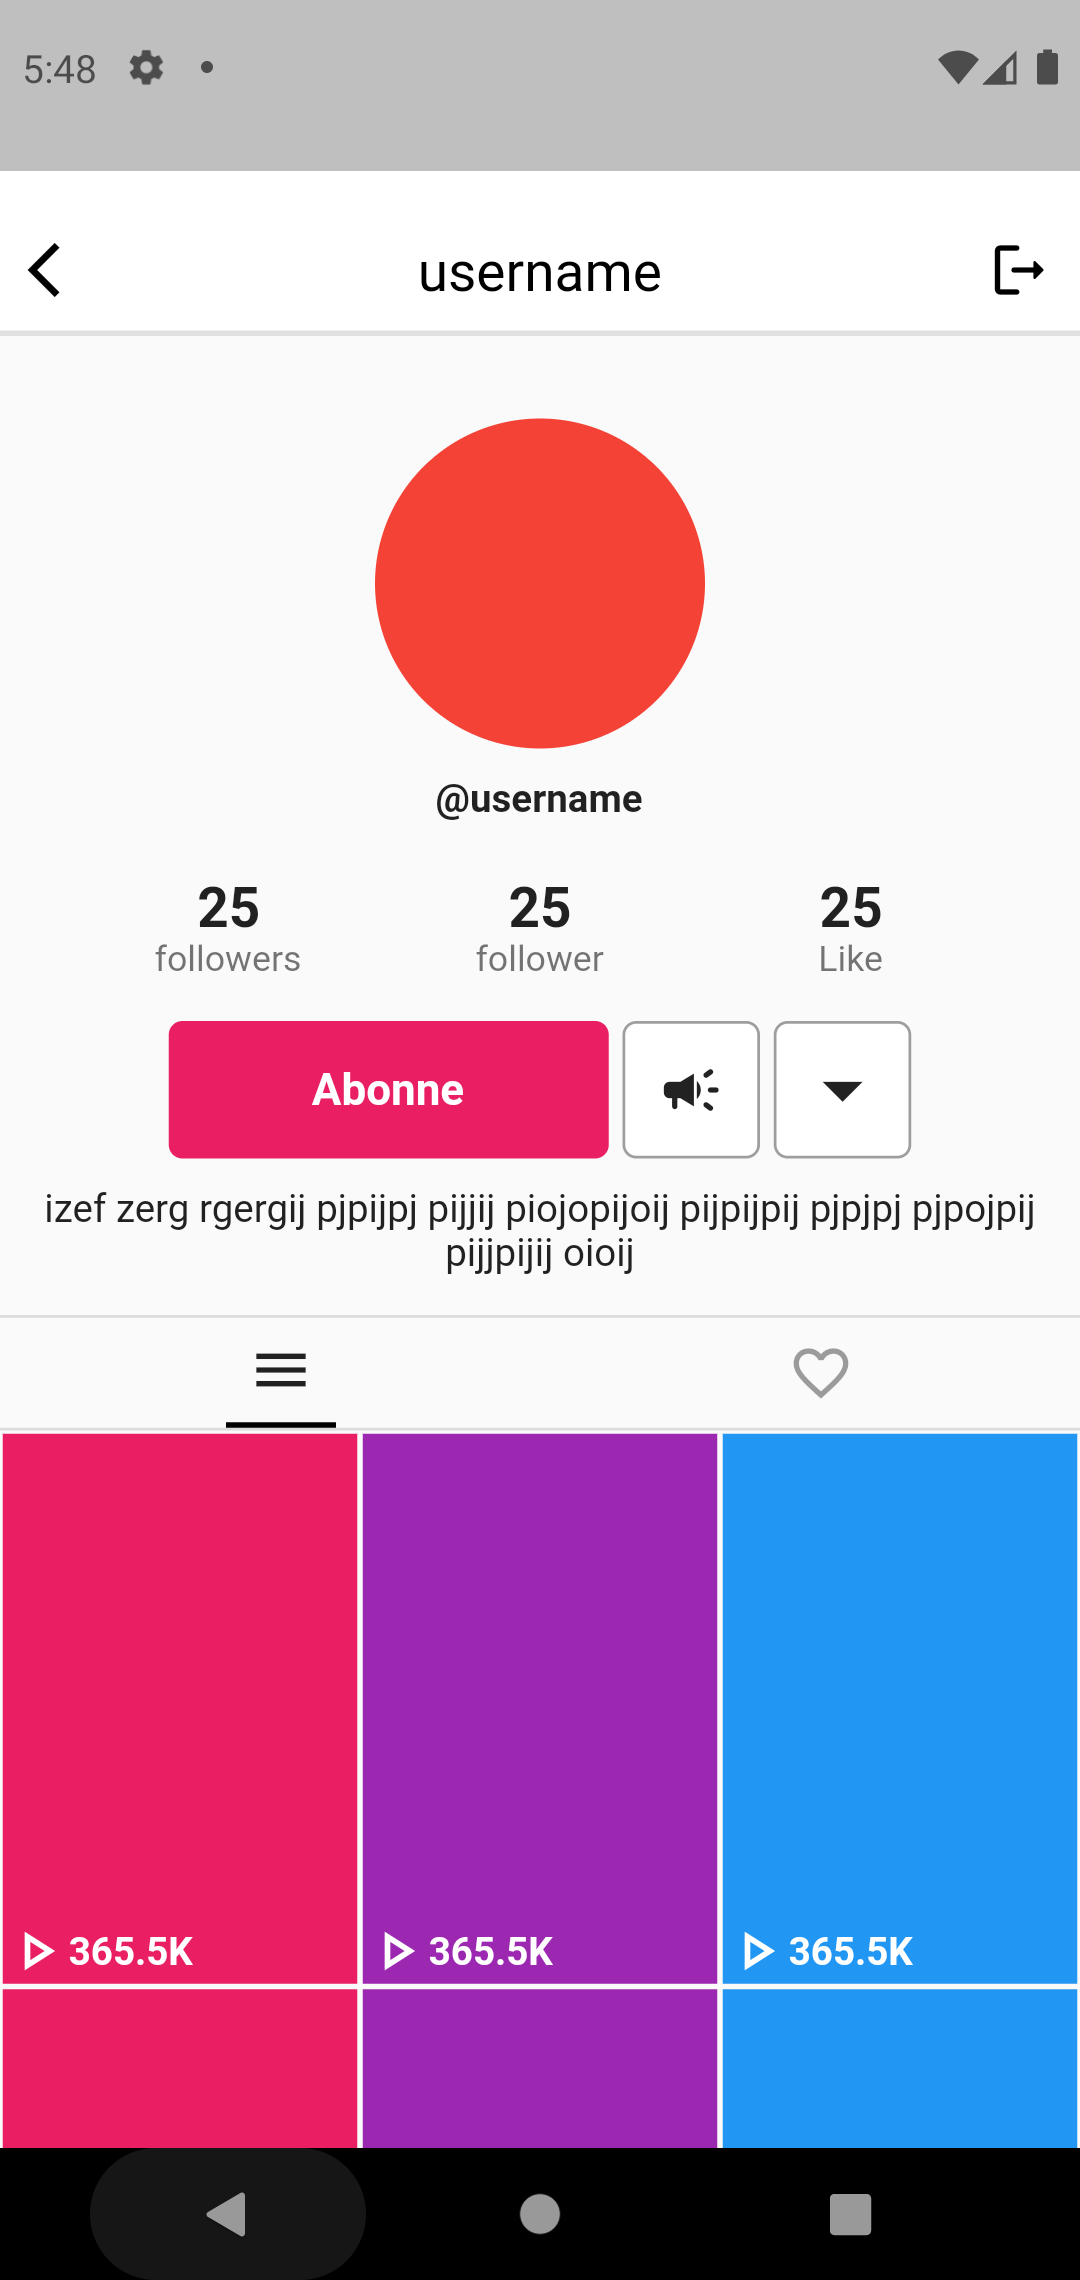 5:48
username
@username
25 25 25
followers follower Like
Abonne
izef zerg rgergij pjpijpj pijjij piojopijoij pijpijpij pjpjpj pjpojpij
pijjpijij oioij
365.5K 365.5K 365.5K